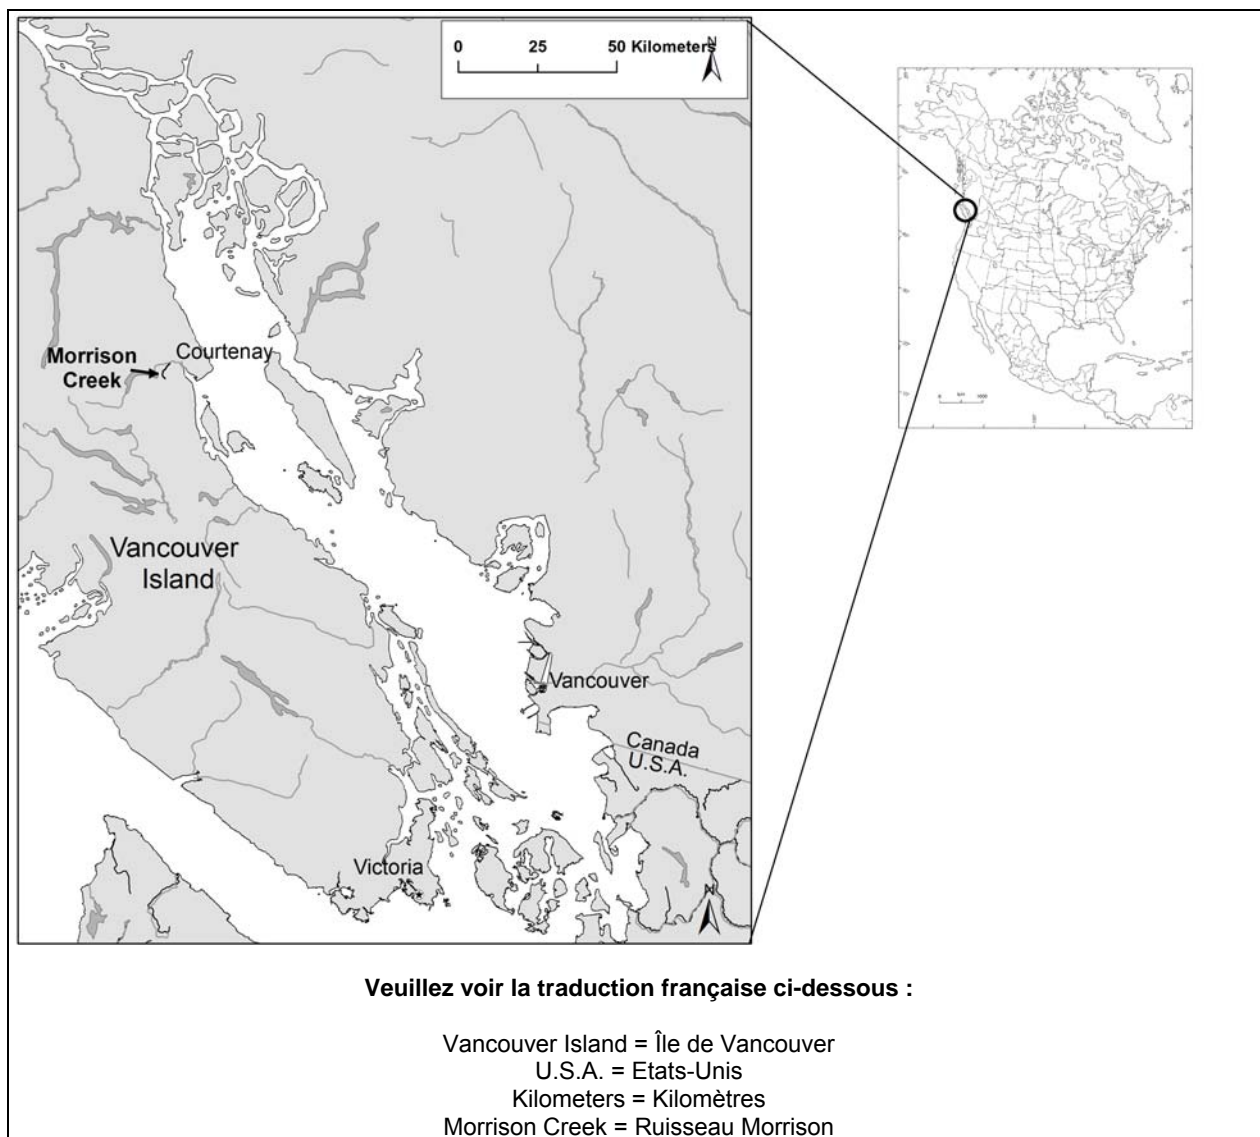 0 25 50 Kilometers
N
Courtenay
Morrison
Creek
Vancouver
Island
Vancouver
Canada
U.S.A.
Victoria
N
Veuillez voir la traduction française ci-dessous :
Vancouver Island = Île de Vancouver
U.S.A. = Etats-Unis
Kilometers = Kilomètres
Morrison Creek = Ruisseau Morrison